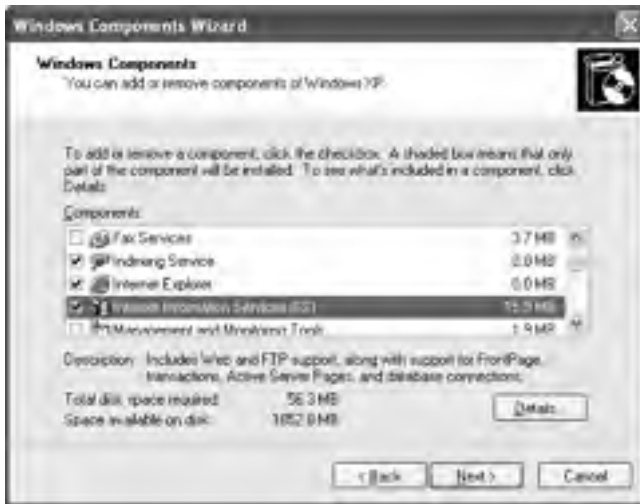 Windows Components Wizard
Windows Components
You can add or remove components of Windows XP.
To add or remove a component, click the checkbox. A shaded box means that only
part of the component will be installed. To see what's included in a component, click
Details.
Components:
Fax Services 3.7 MB
Indexing Service 0.0 MB
Internet Explorer 0.0 MB
Internet Information Services (IIS)
Management and Monitoring Tools 1.9 MB
Description: Includes Web and FTP support, along with support for FrontPage
transactions, Active Server Pages, and database connections.
Total disk space required: 56.3 MB
Space available on disk: MB
Details...
< Back
Next >
Cancel